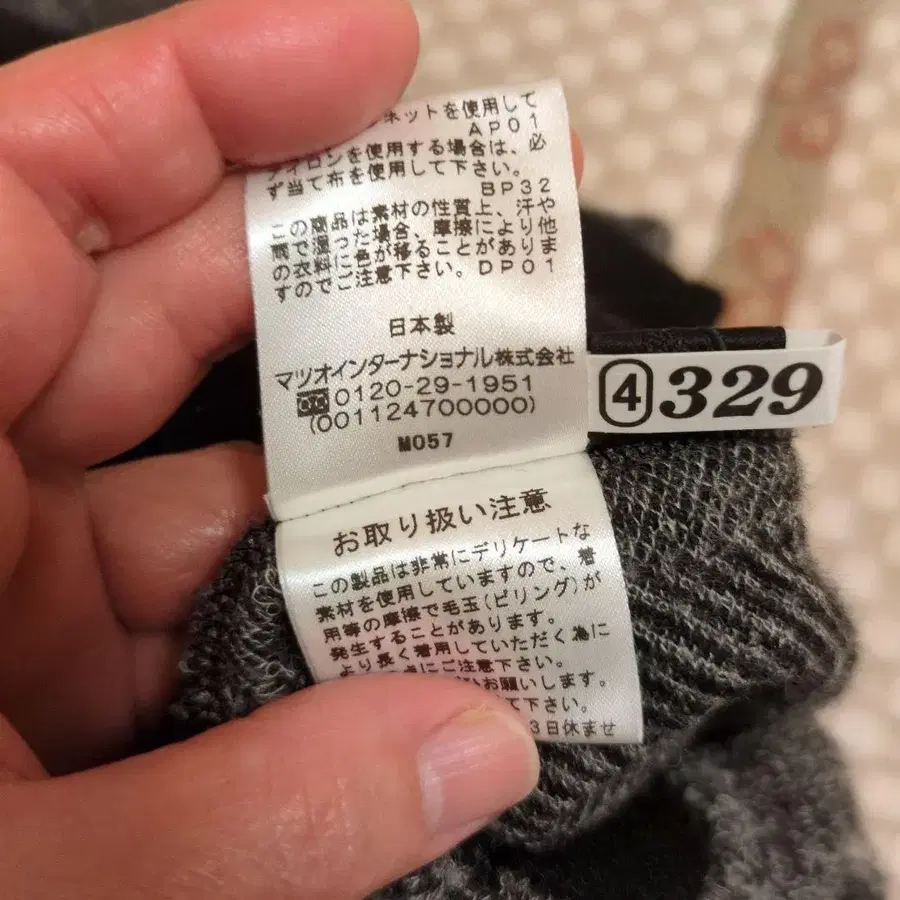 ネットを使用して
AP01
アイロンを使用する場合は、必
ず当て布を使用して下さい。
BP32
この商品は素材の性質上、汗や
雨で湿った場合、摩擦により他
の衣料に色が移ることがありま
すのでご注意下さい。DP01
日本製
マツオインターナショナル株式会社
0120-29-1951
(001124700000)
M057
④329
お取り扱い注意
この製品は非常にデリケートな
素材を使用していますので、着
用等の摩擦で毛玉(ピリング)が
発生することがあります。
より長く着用していただく為に
にご注意下さい。
お願いします。
て下さい。
3日休ませ